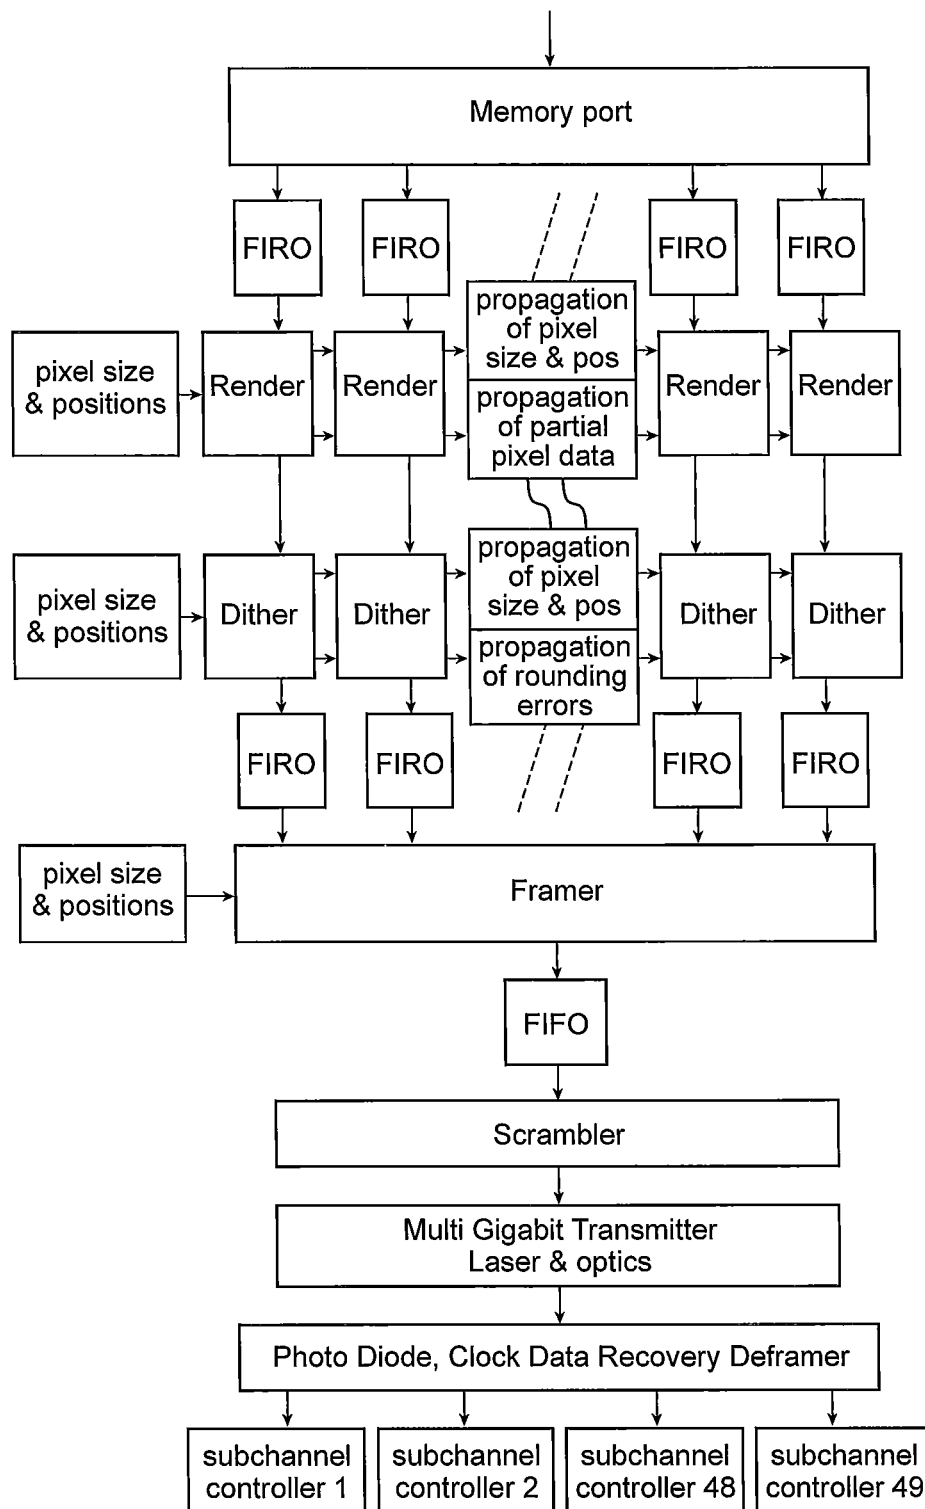 Memory port
FIRO
FIRO
FIRO
FIRO
pixel size
& positions
Render
Render
propagation
of pixel
size & pos
propagation
of partial
pixel data
Render
Render
pixel size
& positions
Dither
Dither
propagation
of pixel
size & pos
propagation
of rounding
errors
Dither
Dither
FIRO
FIRO
FIRO
FIRO
pixel size
& positions
Framer
FIFO
Scrambler
Multi Gigabit Transmitter
Laser & optics
Photo Diode, Clock Data Recovery Deframer
subchannel
controller 1
subchannel
controller 2
subchannel
controller 48
subchannel
controller 49